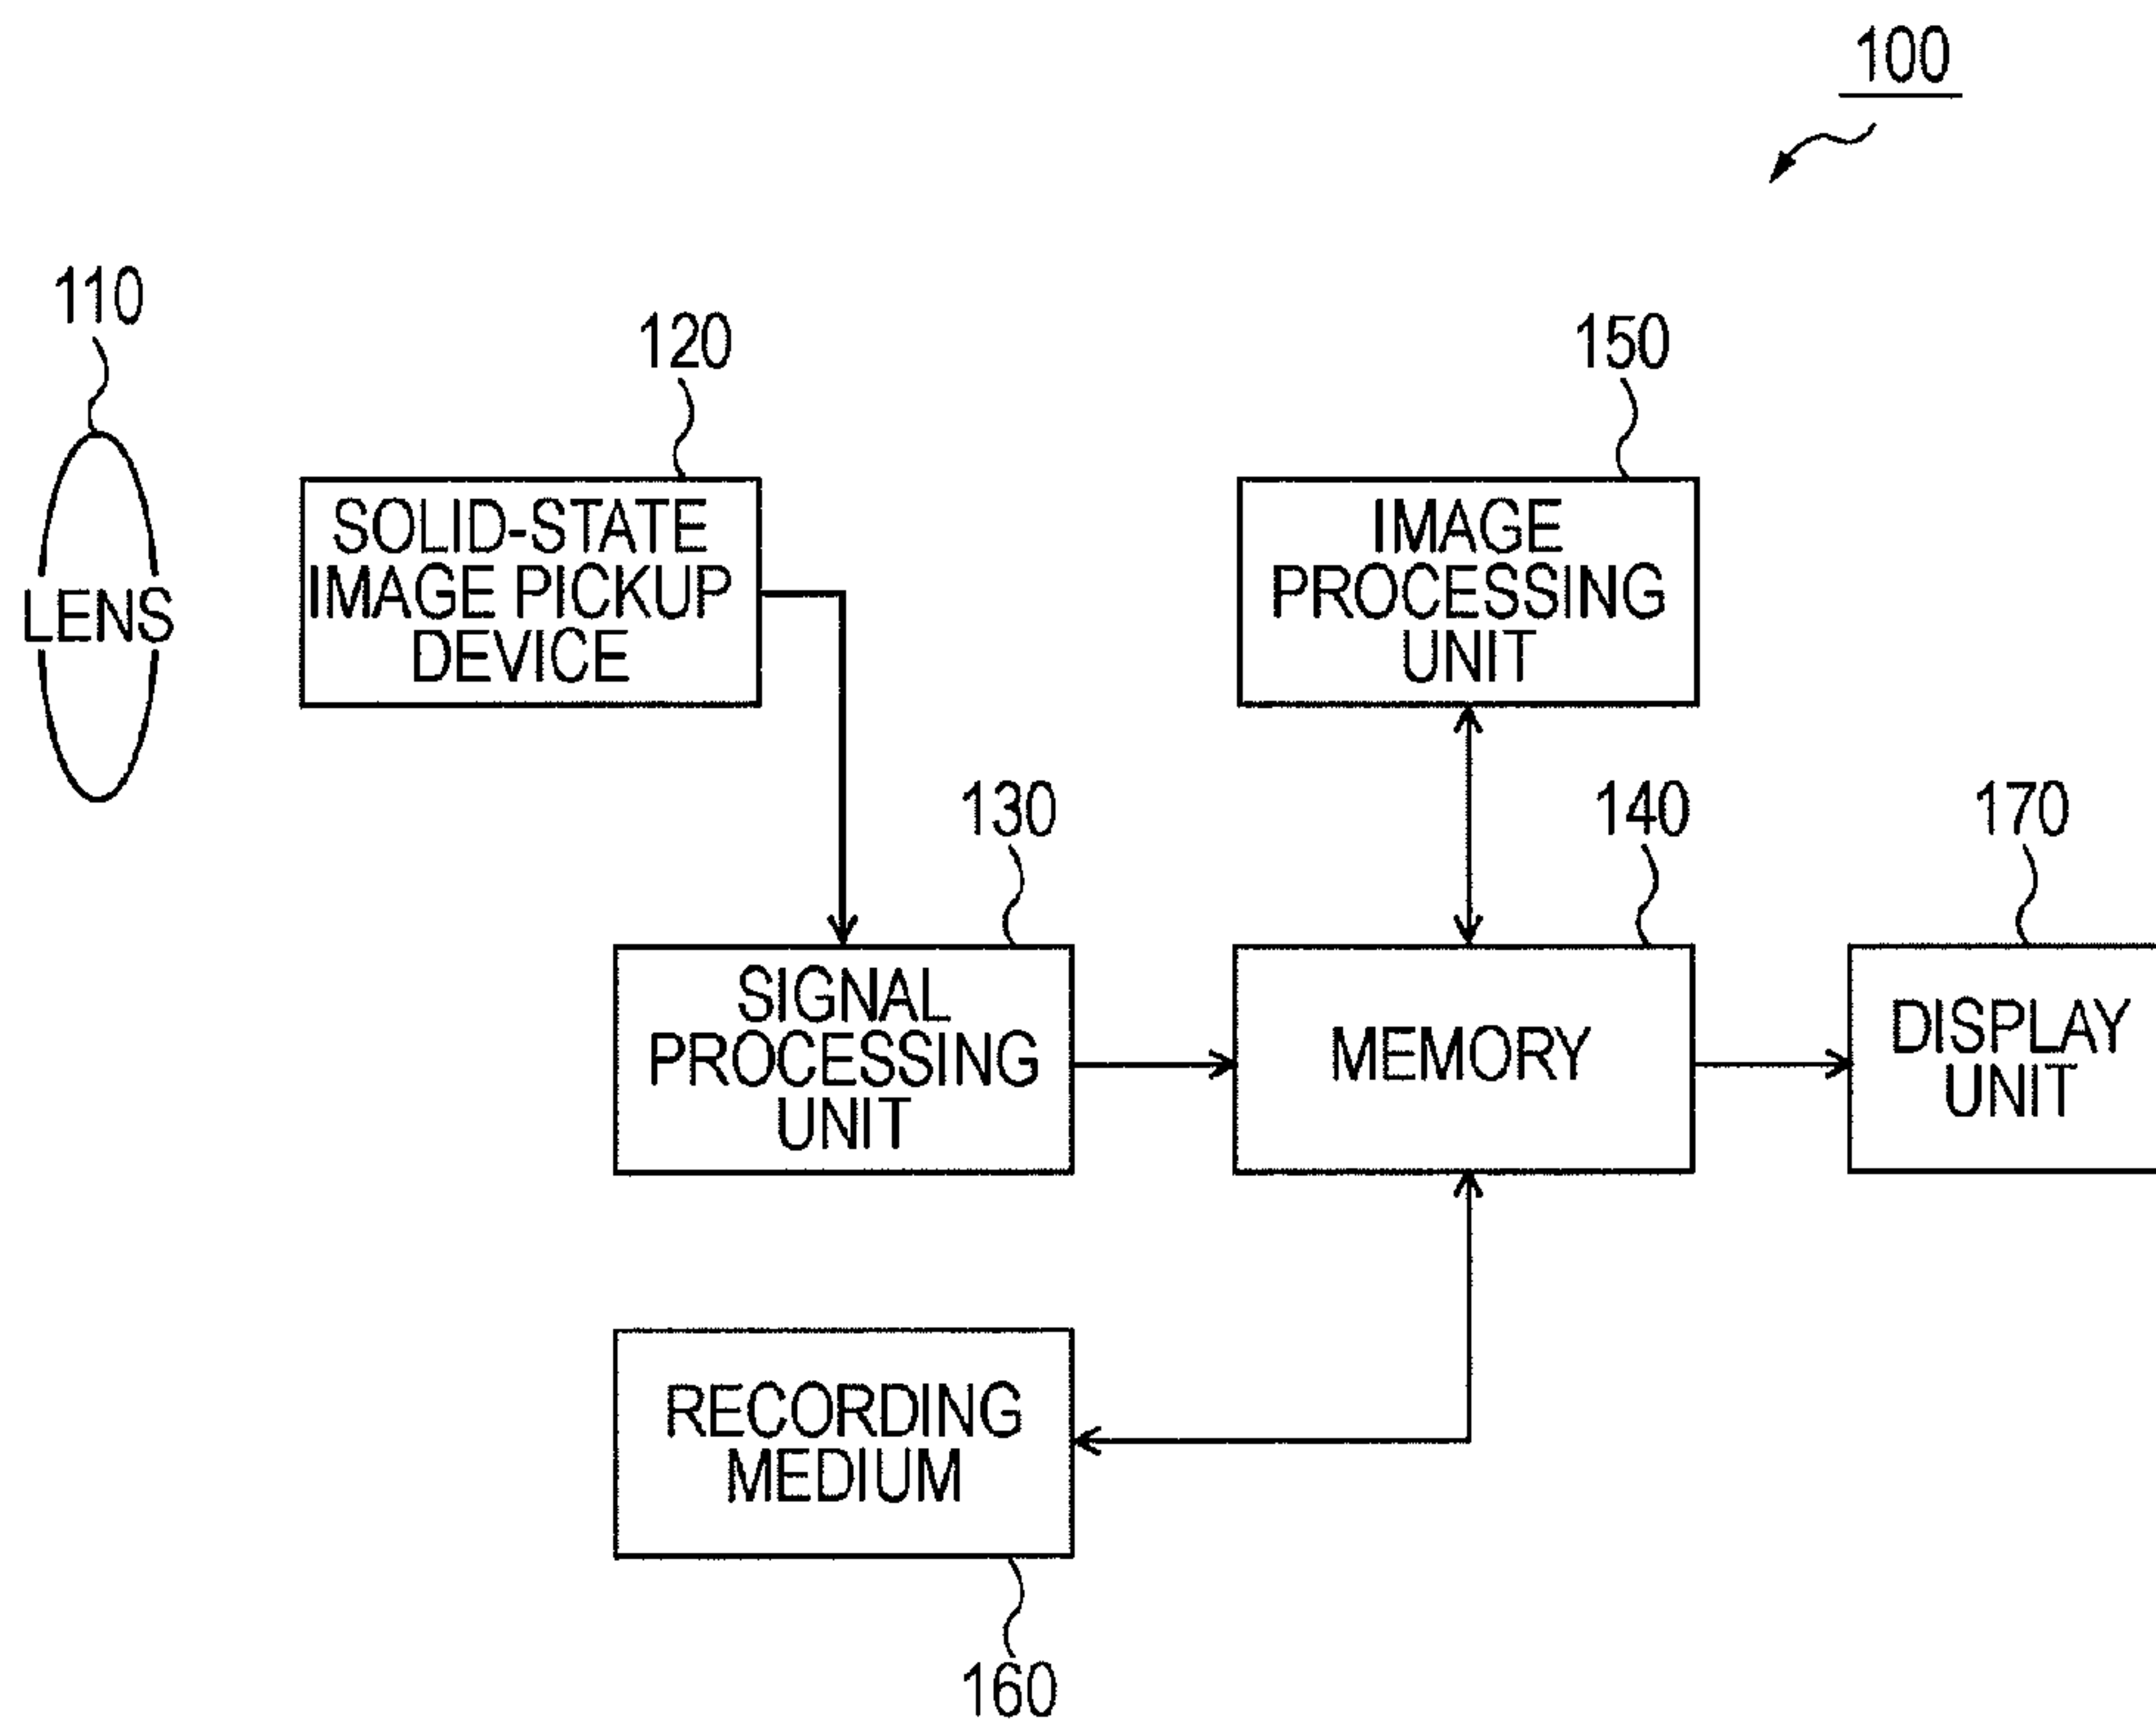 100
110
120
150
SOLID-STATE
IMAGE PICKUP
DEVICE
IMAGE
PROCESSING
UNIT
LENS
130
140
170
SIGNAL
PROCESSING
UNIT
MEMORY
DISPLAY
UNIT
RECORDING
MEDIUM
160